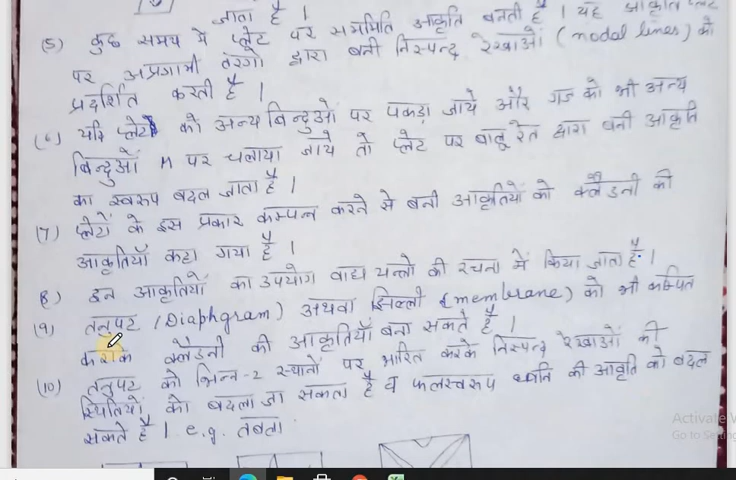 जाता है ।
(5) कुछ समय में प्लेट पर सममिति आकृति बनती है । यह आकृति प्लेट
पर अप्रगामी तरंगों द्वारा बनी निस्पन्द रेखाओं (nodal lines) को
प्रदर्शित करती है ।
(6) यदि प्लेट को अन्य बिन्दुओं पर पकड़ा जाये और गज को भी अन्य
बिन्दुओं M पर चलाया जाये तो प्लेट पर बालू रेत द्वारा बनी आकृति
का स्वरूप बदल जाता है ।
(7) प्लेटों के इस प्रकार कम्पन्न करने से बनी आकृतियों को क्लैडनी की
आकृतियाँ कहा गया है ।
(8) इन आकृतियों का उपयोग वाद्य यन्त्रो की रचना में किया जाता है ।
(9) तनुपट (Diaphgram) अथवा झिल्ली (membrane) को भी कम्पित
कराके क्लैडनी की आकृतियाँ बना सकते है ।
(10) तनुपट को भिन्न-2 स्थानों पर भारित करके निस्पन्द रेखाओं की
स्थितियों को बदला जा सकता है व फलस्वरूप ध्वनि की आवृति को बदल
सकते है । e.g. तबला
Activate W
Go to Setting